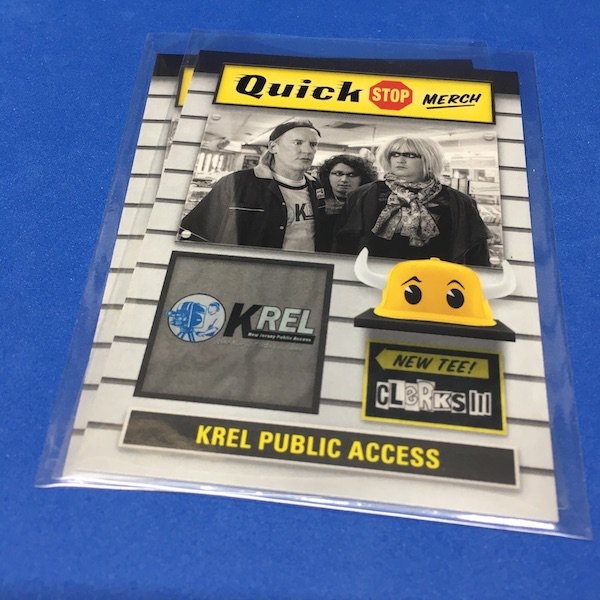 Quick STOP MERCH
K
KREL
New Jersey Public Access
NEW TEE!
CLERKS III
KREL PUBLIC ACCESS